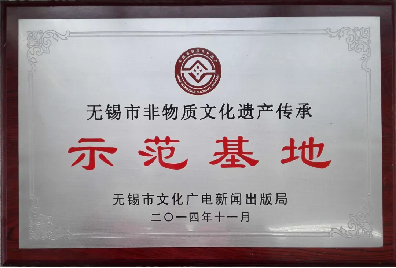 无锡市非物质文化遗产传承
示范基地
无锡市文化广电新闻出版局
二〇一四年十一月